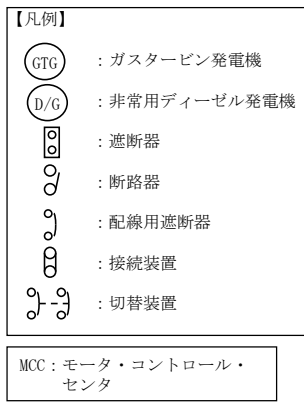 【凡例】
GTG ：ガスタービン発電機
D/G ：非常用ディーゼル発電機
：遮断器
：断路器
：配線用遮断器
：接続装置
：切替装置
MCC：モータ・コントロール・
センタ